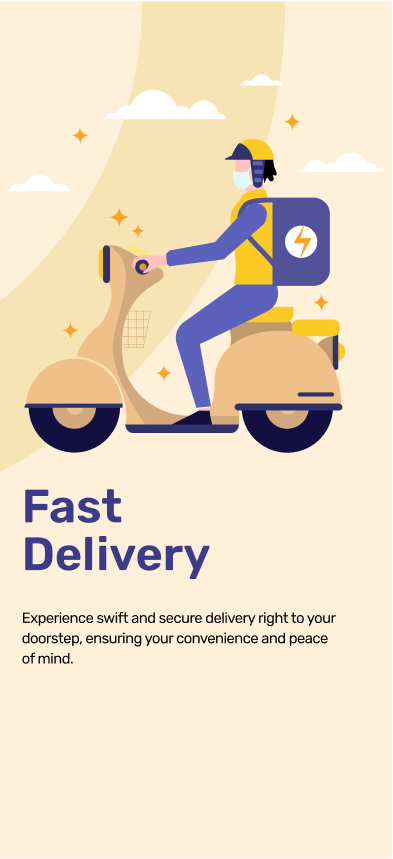 Fast
Delivery
Experience swift and secure delivery right to your
doorstep, ensuring your convenience and peace
of mind.